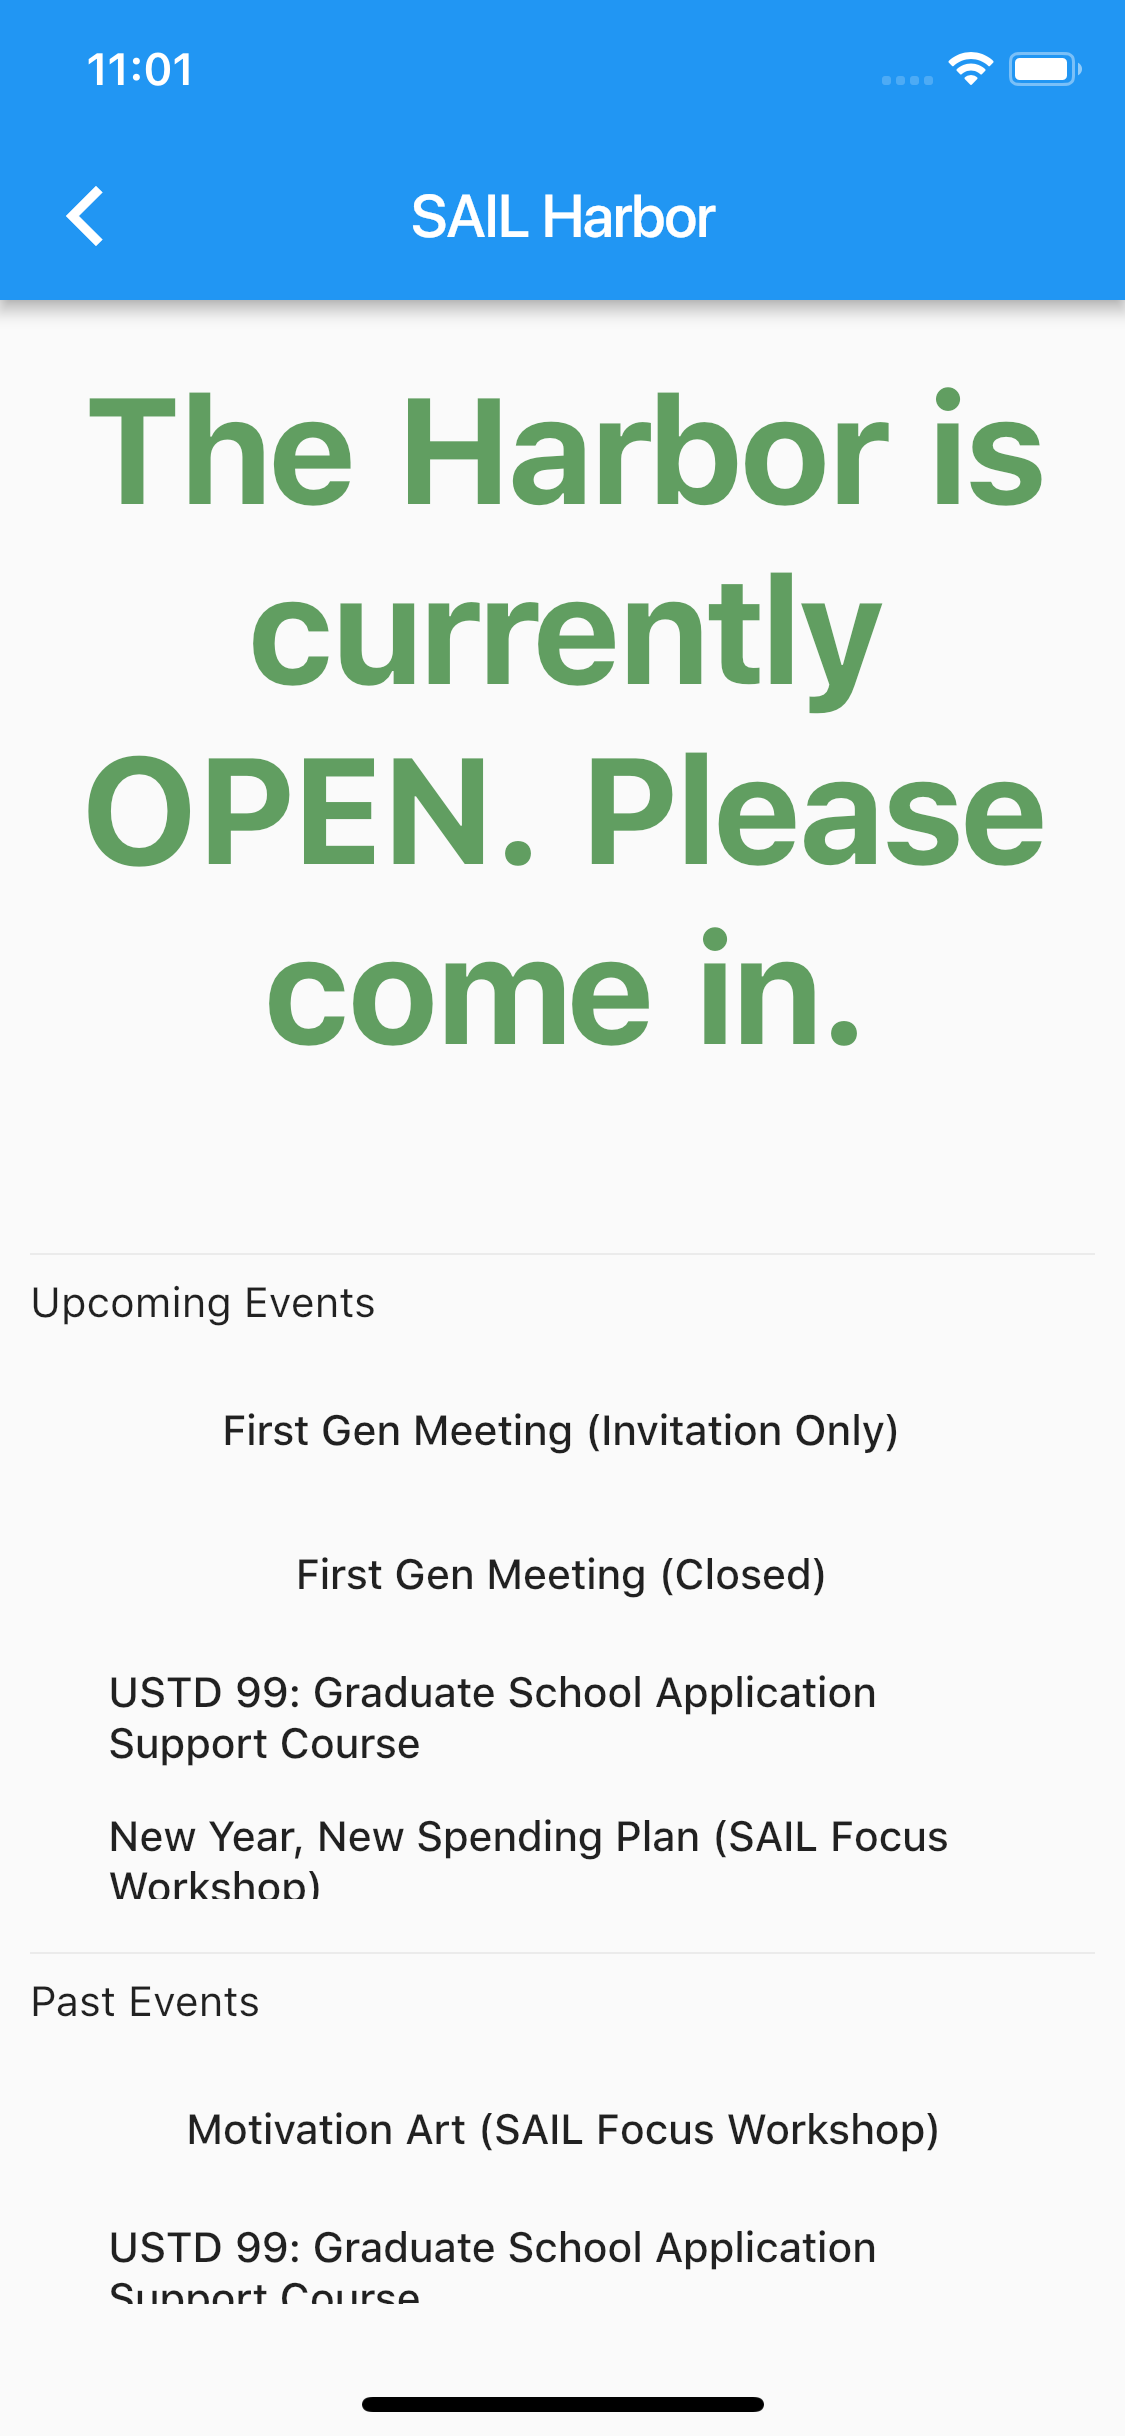 11:01
SAIL Harbor
The Harbor is
currently
OPEN. Please
come in.
Upcoming Events
First Gen Meeting (Invitation Only)
First Gen Meeting (Closed)
USTD 99: Graduate School Application
Support Course
New Year, New Spending Plan (SAIL Focus
Workshop)
Past Events
Motivation Art (SAIL Focus Workshop)
USTD 99: Graduate School Application
Support Course